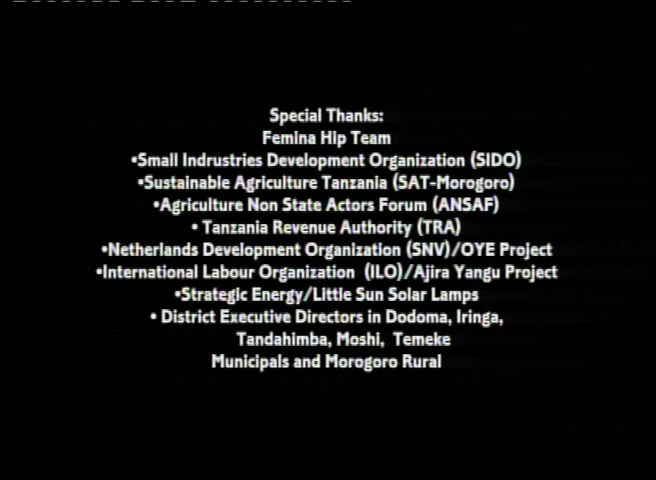 Special Thanks:
Femina Hip Team
•Small Indrustries Development Organization (SIDO)
•Sustainable Agriculture Tanzania (SAT-Morogoro)
•Agriculture Non State Actors Forum (ANSAF)
• Tanzania Revenue Authority (TRA)
•Netherlands Development Organization (SNV)/OYE Project
•International Labour Organization (ILO)/Ajira Yangu Project
•Strategic Energy/Little Sun Solar Lamps
• District Executive Directors in Dodoma, Iringa,
Tandahimba, Moshi, Temeke
Municipals and Morogoro Rural